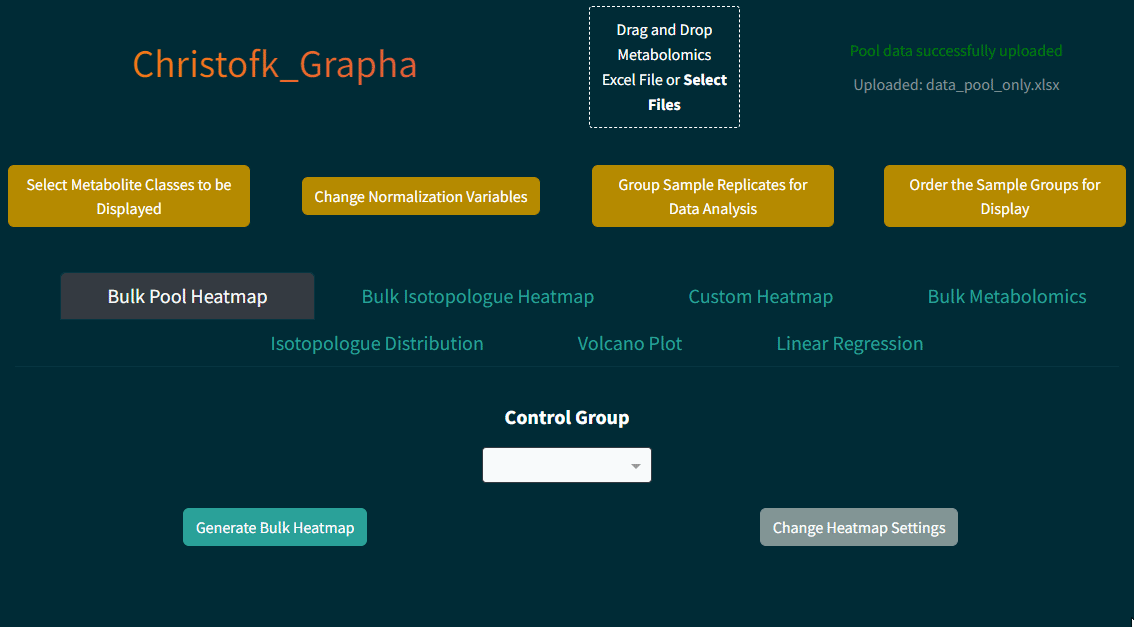 Christofk_Grapha
Drag and Drop
Metabolomics
Excel File or Select
Files
Pool data successfully uploaded
Uploaded: data_pool_only.xlsx
Select Metabolite Classes to be
Displayed
Change Normalization Variables
Group Sample Replicates for
Data Analysis
Order the Sample Groups for
Display
Bulk Pool Heatmap
Bulk Isotopologue Heatmap
Custom Heatmap
Bulk Metabolomics
Isotopologue Distribution
Volcano Plot
Linear Regression
Control Group
Generate Bulk Heatmap
Change Heatmap Settings